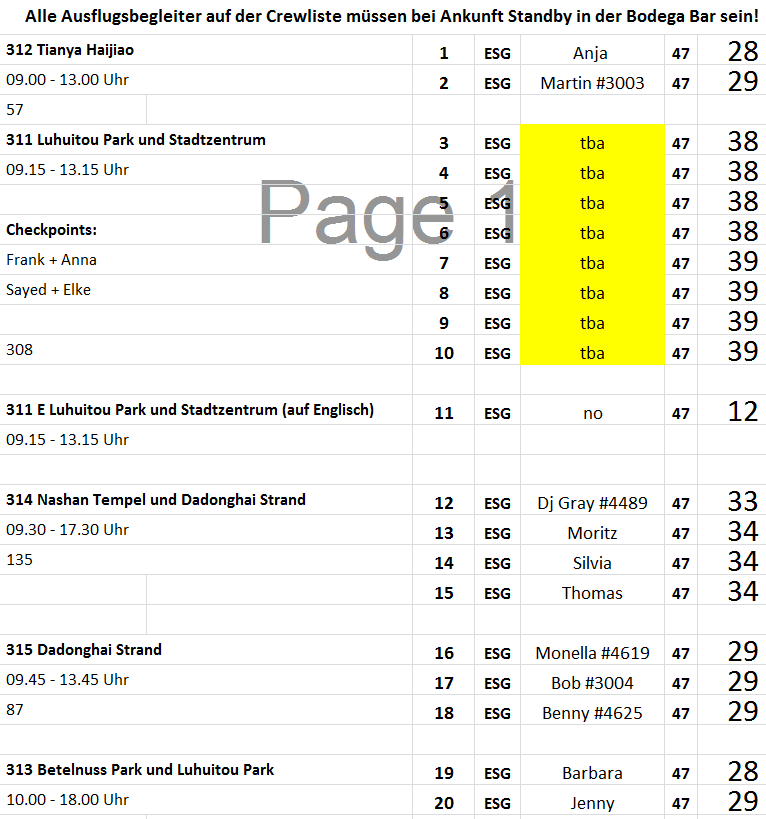 Alle Ausflugsbegleiter auf der Crewliste müssen bei Ankunft Standby in der Bodega Bar sein!
312 Tianya Haijiao 1 ESG Anja 47 28
09.00 - 13.00 Uhr 2 ESG Martin #3003 47 29
57
311 Luhuitou Park und Stadtzentrum 3 ESG tba 47 38
09.15 - 13.15 Uhr 4 ESG tba 47 38
5 ESG tba 47 38
Page 1
Checkpoints: 6 ESG tba 47 38
Frank + Anna 7 ESG tba 47 39
Sayed + Elke 8 ESG tba 47 39
9 ESG tba 47 39
308 10 ESG tba 47 39
311 E Luhuitou Park und Stadtzentrum (auf Englisch) 11 ESG no 47 12
09.15 - 13.15 Uhr
314 Nashan Tempel und Dadonghai Strand 12 ESG Dj Gray #4489 47 33
09.30 - 17.30 Uhr 13 ESG Moritz 47 34
135 14 ESG Silvia 47 34
15 ESG Thomas 47 34
315 Dadonghai Strand 16 ESG Monella #4619 47 29
09.45 - 13.45 Uhr 17 ESG Bob #3004 47 29
87 18 ESG Benny #4625 47 29
313 Betelnuss Park und Luhuitou Park 19 ESG Barbara 47 28
10.00 - 18.00 Uhr 20 ESG Jenny 47 29